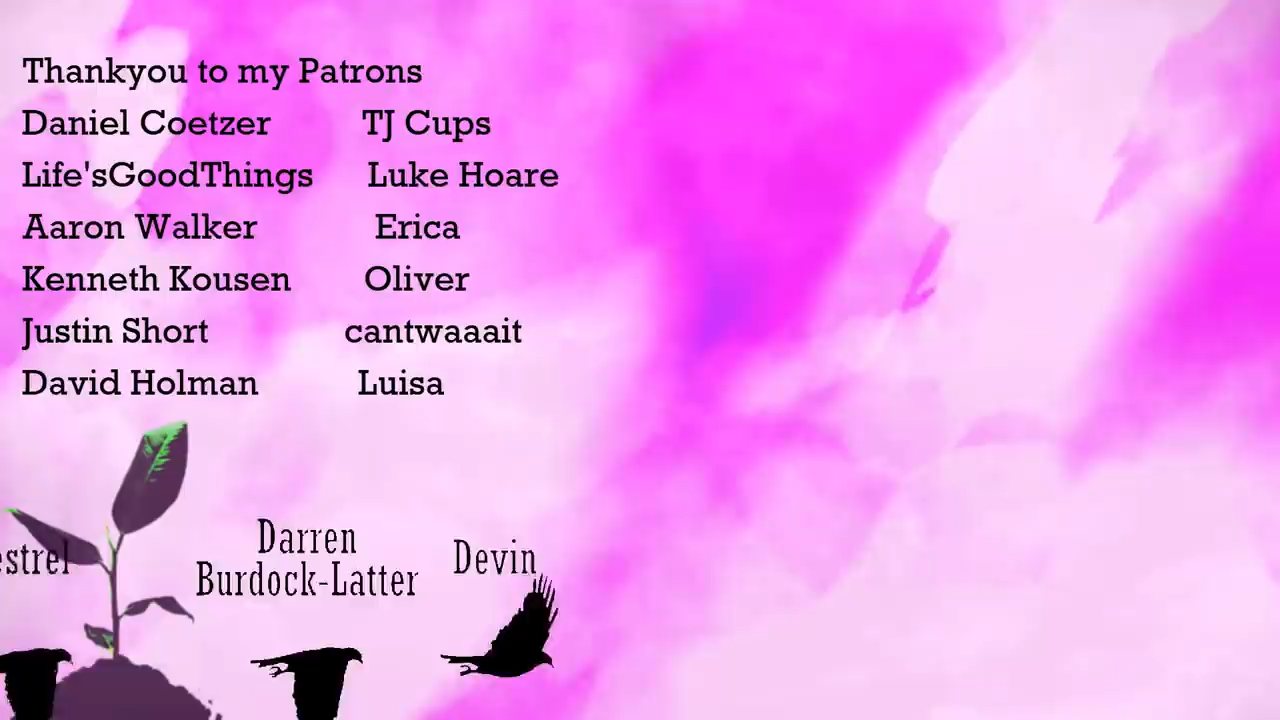 Thankyou to my Patrons
Daniel Coetzer TJ Cups
Life'sGoodThings Luke Hoare
Aaron Walker Erica
Kenneth Kousen Oliver
Justin Short cantwaaait
David Holman Luisa
Darren
Burdock-Latter
Devin